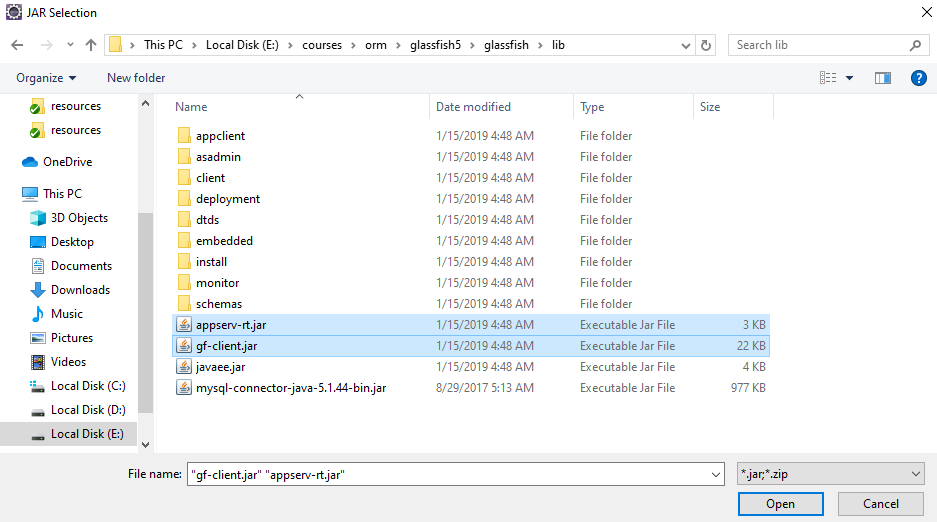 JAR Selection
This PC > Local Disk (E:) > courses > orm > glassfish5 > glassfish > lib
Search lib
Organize
New folder
Name
Date modified
Type
Size
resources
resources
OneDrive
This PC
3D Objects
Desktop
Documents
Downloads
Music
Pictures
Videos
Local Disk (C:)
Local Disk (D:)
Local Disk (E:)
appclient 1/15/2019 4:48 AM File folder
asadmin 1/15/2019 4:48 AM File folder
client 1/15/2019 4:48 AM File folder
deployment 1/15/2019 4:48 AM File folder
dtds 1/15/2019 4:48 AM File folder
embedded 1/15/2019 4:48 AM File folder
install 1/15/2019 4:48 AM File folder
monitor 1/15/2019 4:48 AM File folder
schemas 1/15/2019 4:48 AM File folder
appserv-rt.jar 1/15/2019 4:48 AM Executable Jar File 3 KB
gf-client.jar 1/15/2019 4:48 AM Executable Jar File 22 KB
javaee.jar 1/15/2019 4:48 AM Executable Jar File 4 KB
mysql-connector-java-5.1.44-bin.jar 8/29/2017 5:13 AM Executable Jar File 977 KB
File name: "gf-client.jar" "appserv-rt.jar"
*.jar;*.zip
Open
Cancel